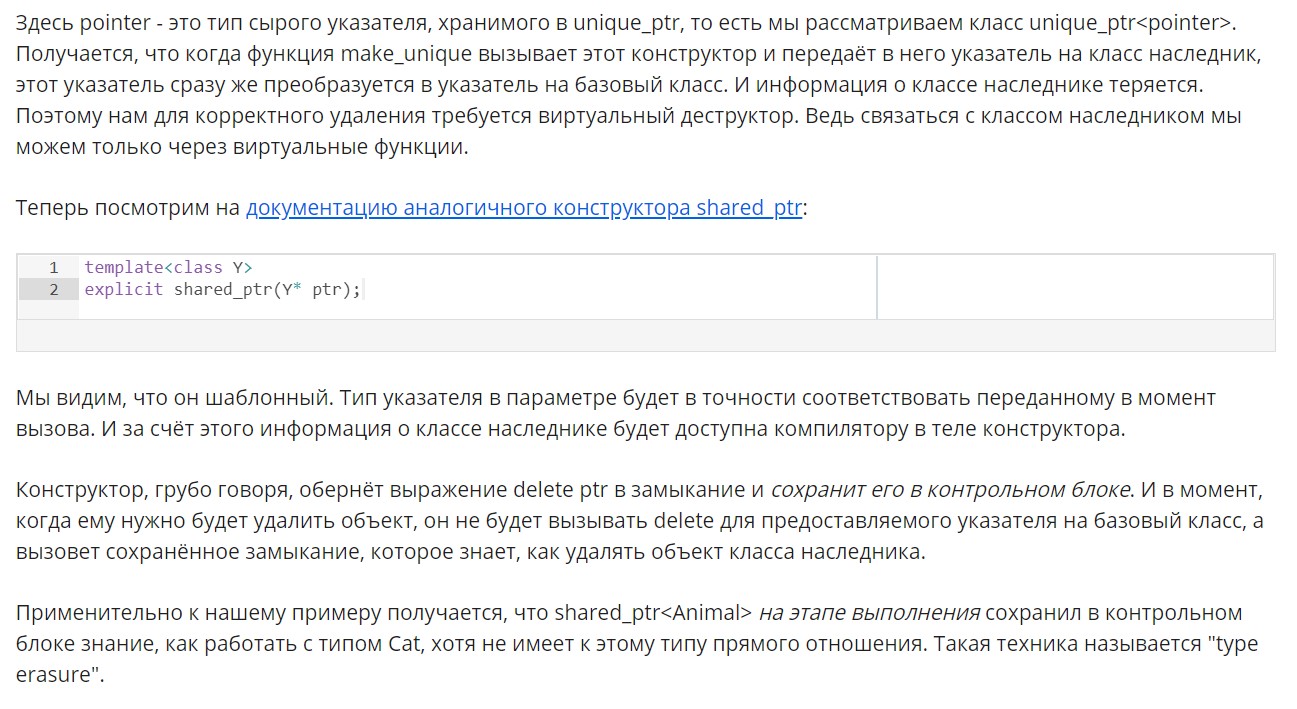 Здесь pointer - это тип сырого указателя, хранимого в unique_ptr, то есть мы рассматриваем класс unique_ptr<pointer>.
Получается, что когда функция make_unique вызывает этот конструктор и передаёт в него указатель на класс наследник,
этот указатель сразу же преобразуется в указатель на базовый класс. И информация о классе наследнике теряется.
Поэтому нам для корректного удаления требуется виртуальный деструктор. Ведь связаться с классом наследником мы
можем только через виртуальные функции.
Теперь посмотрим на документацию аналогичного конструктора shared_ptr:
1 template<class Y>
2 explicit shared_ptr(Y* ptr);
Мы видим, что он шаблонный. Тип указателя в параметре будет в точности соответствовать переданному в момент
вызова. И за счёт этого информация о классе наследнике будет доступна компилятору в теле конструктора.
Конструктор, грубо говоря, обернёт выражение delete ptr в замыкание и сохранит его в контрольном блоке. И в момент,
когда ему нужно будет удалить объект, он не будет вызывать delete для предоставляемого указателя на базовый класс, а
вызовет сохранённое замыкание, которое знает, как удалять объект класса наследника.
Применительно к нашему примеру получается, что shared_ptr<Animal> на этапе выполнения сохранил в контрольном
блоке знание, как работать с типом Cat, хотя не имеет к этому типу прямого отношения. Такая техника называется "type
erasure".